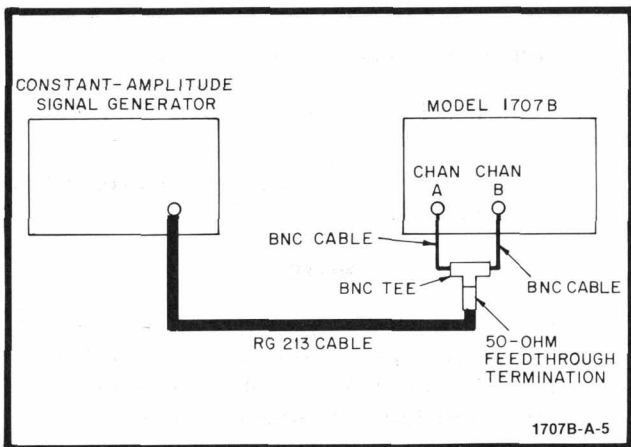 CONSTANT-AMPLITUDE
SIGNAL GENERATOR
MODEL 1707B
CHAN
A
CHAN
B
BNC CABLE
BNC TEE
BNC CABLE
RG 213 CABLE
50-OHM
FEEDTHROUGH
TERMINATION
1707B-A-5